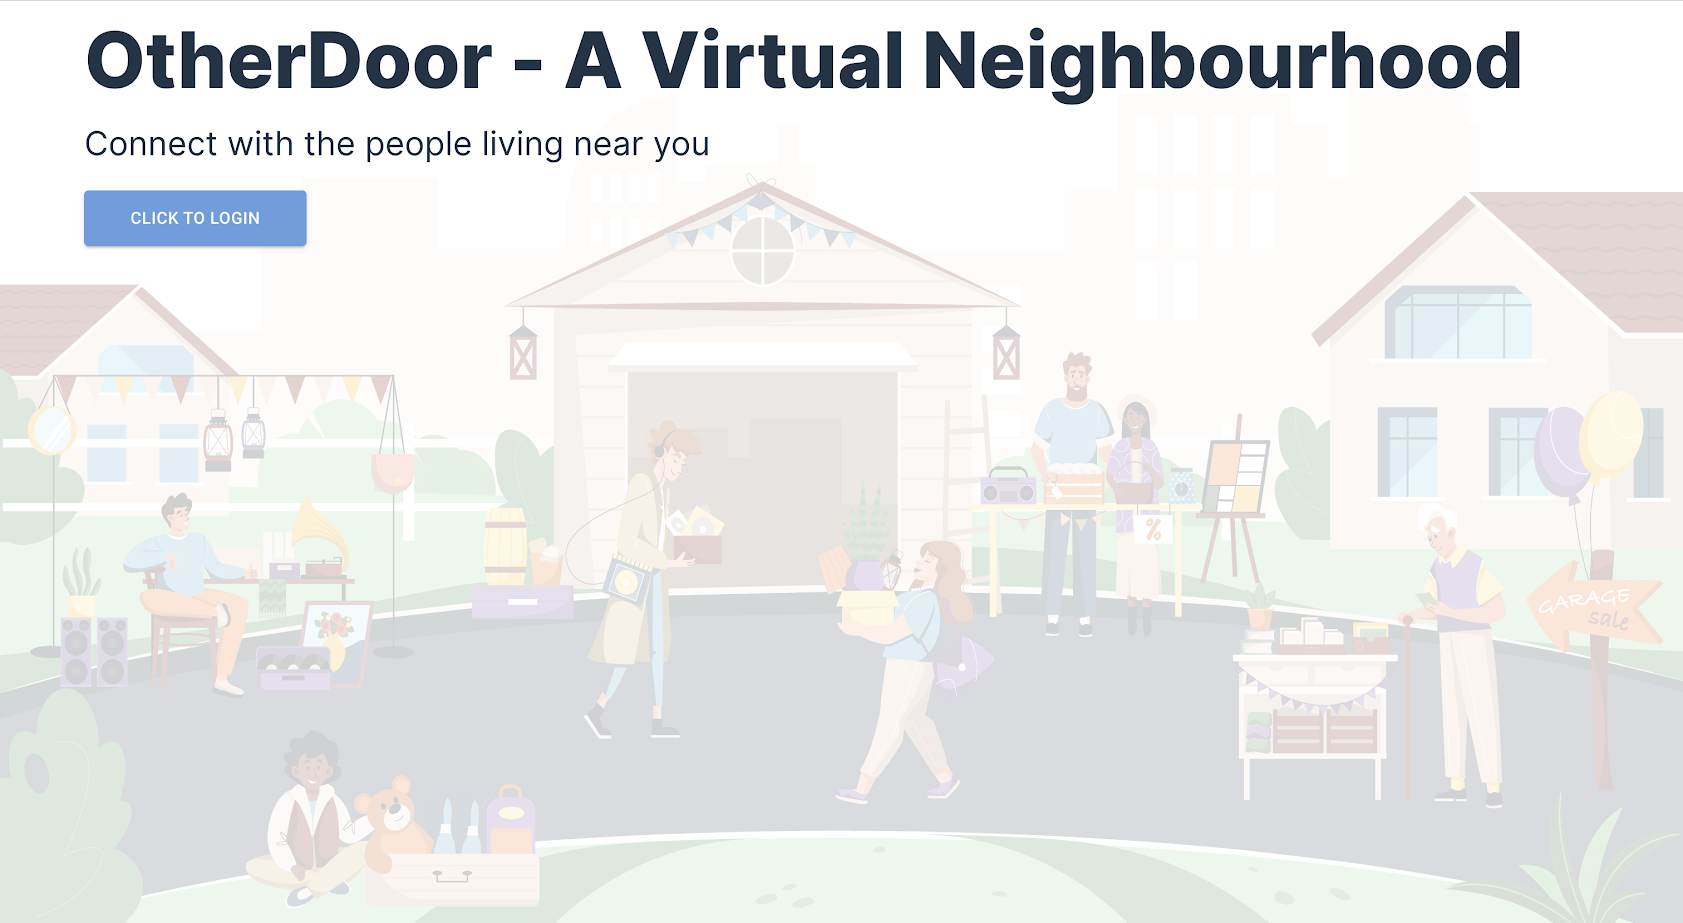 OtherDoor - A Virtual Neighbourhood
Connect with the people living near you
CLICK TO LOGIN
%
GARAGE
sale